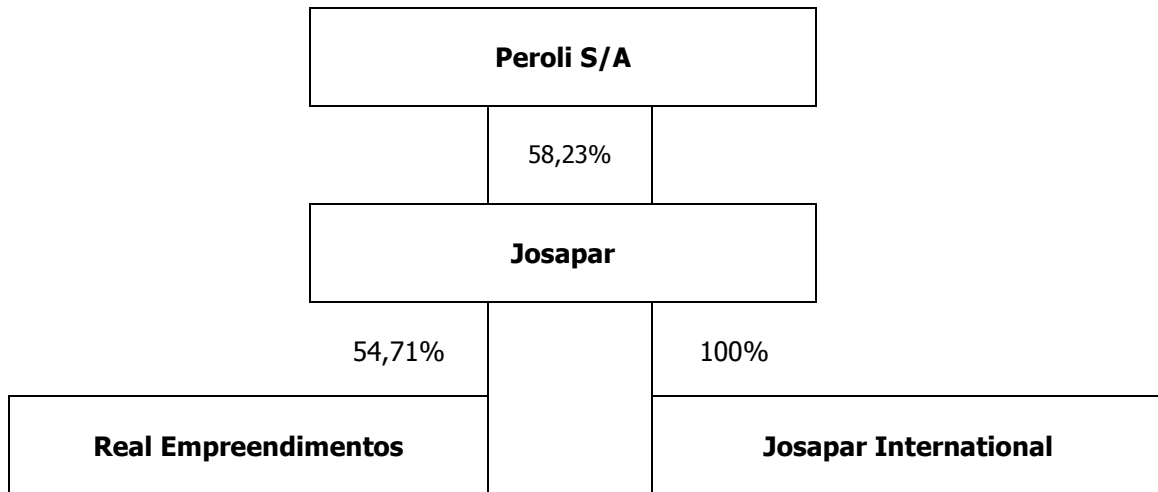 Peroli S/A
58,23%
Josapar
54,71%
100%
Real Empreendimentos
Josapar International